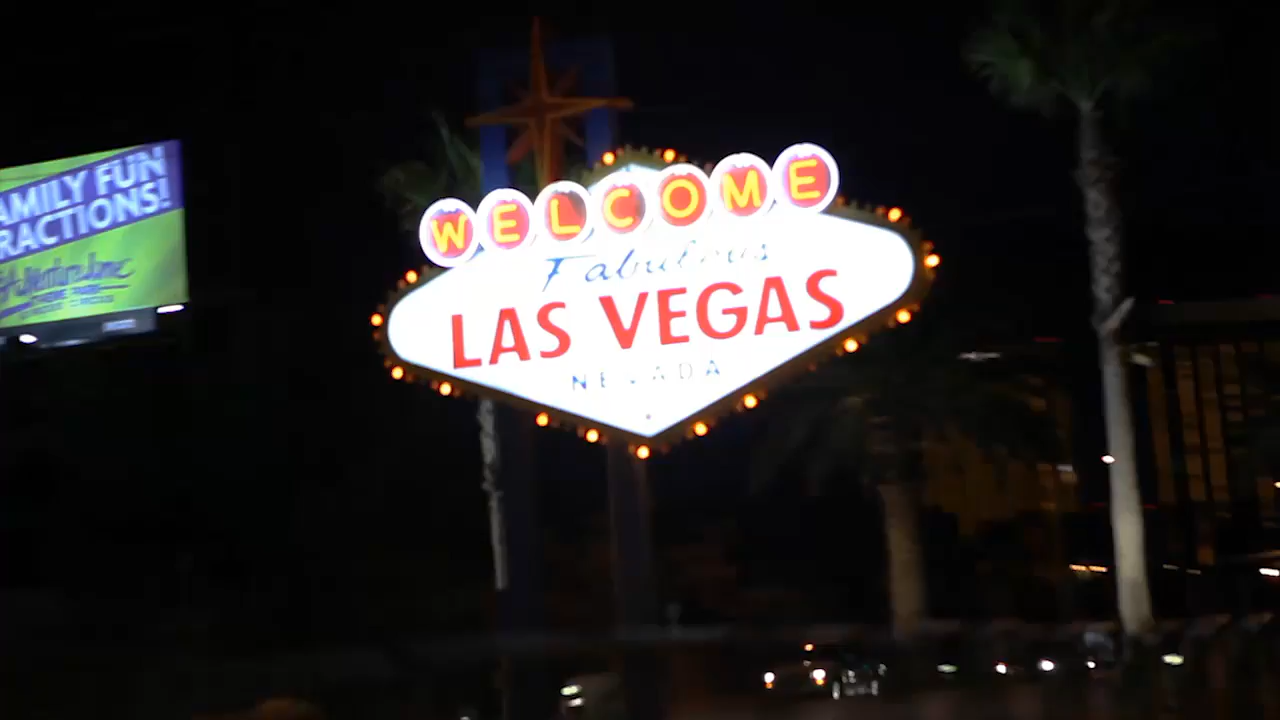 AMILY FUN
RACTIONS!
WELCOME
Fabulous
LAS VEGAS
NEVADA